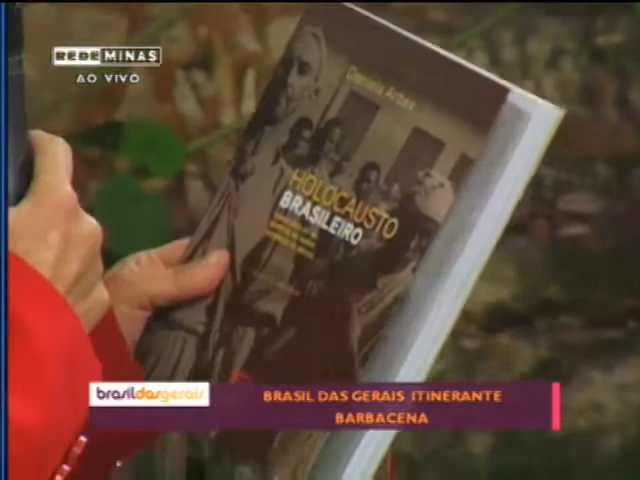 REDE MINAS
AO VIVO
Daniela Arbex
HOLOCAUSTO
BRASILEIRO
brasildasgerais
BRASIL DAS GERAIS ITINERANTE
BARBACENA